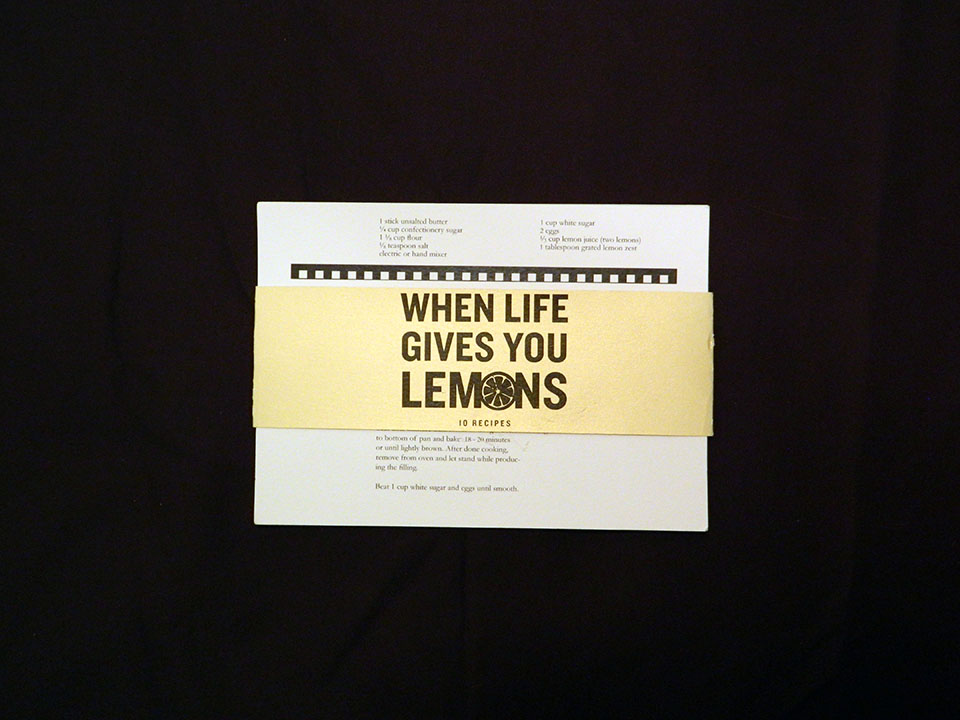 1 stick unsalted butter
¼ cup confectionery sugar
1 ½ cup flour
½ teaspoon salt
electric or hand mixer
1 cup white sugar
2 eggs
⅓ cup lemon juice (two lemons)
1 tablespoon grated lemon zest
WHEN LIFE
GIVES YOU
LEMONS
10 RECIPES
to bottom of pan and bake 18–20 minutes
or until lightly brown. After done cooking,
remove from oven and let stand while produc-
ing the filling.
Beat 1 cup white sugar and eggs until smooth.